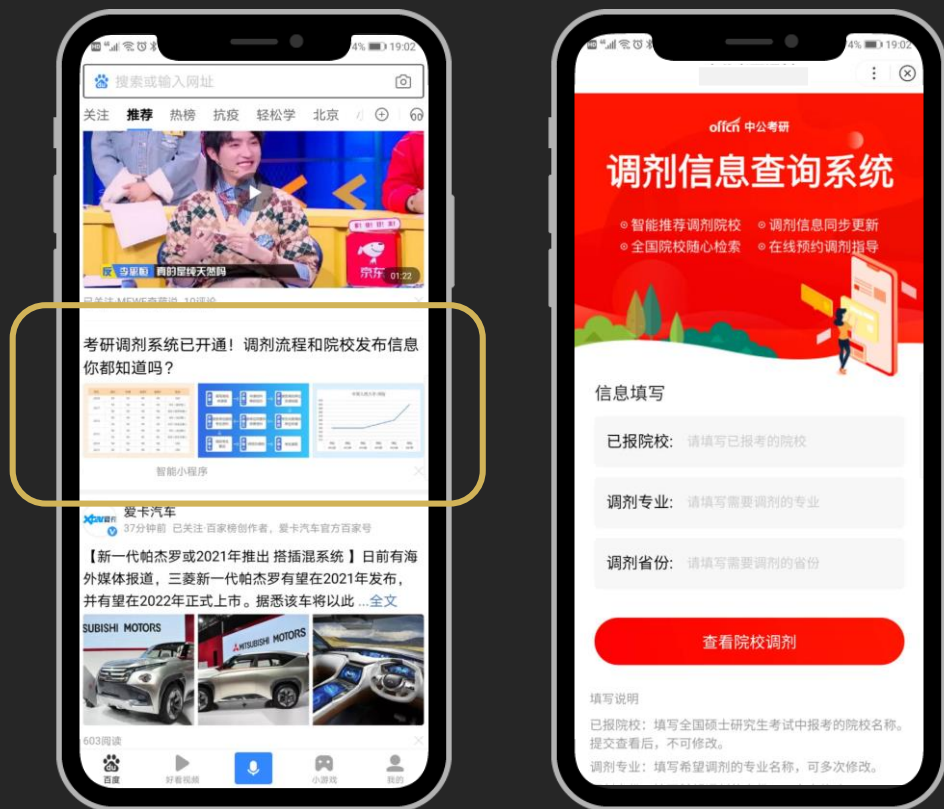 4% 19:02
搜索或输入网址
关注 推荐 热榜 抗疫 轻松学 北京
李雪恒 真的是纯天然吗
京东
01:22
考研调剂系统已开通！调剂流程和院校发布信息
你都知道吗？
智能小程序
爱卡汽车
37分钟前 已关注·百家榜创作者，爱卡汽车官方百家号
【新一代帕杰罗或2021年推出 搭插混系统 】日前有海
外媒体报道，三菱新一代帕杰罗有望在2021年发布，
并有望在2022年正式上市。据悉该车将以此 ...全文
SUBISHI MOTORS
MITSUBISHI MOTORS
603阅读
百度 好看视频 小游戏 我的
4% 19:02
offcn 中公考研
调剂信息查询系统
智能推荐调剂院校 调剂信息同步更新
全国院校随心检索 在线预约调剂指导
信息填写
已报院校: 请填写已报考的院校
调剂专业: 请填写需要调剂的专业
调剂省份: 请填写需要调剂的省份
查看院校调剂
填写说明
已报院校：填写全国硕士研究生考试中报考的院校名称。
提交查看后，不可修改。
调剂专业：填写希望调剂的专业名称，可多次修改。